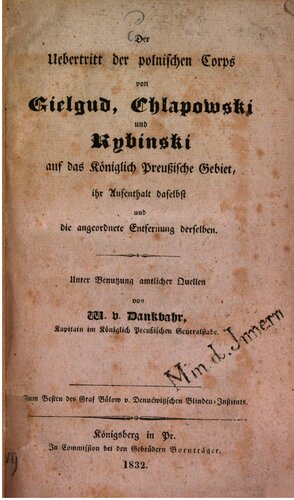 Der
Uebertritt der polnischen Corps
von
Gielgud, Chlapowski
und
Rybinski
auf das Königlich Preußische Gebiet,
ihr Aufenthalt daselbst
und
die angeordnete Entfernung derselben.
Unter Benutzung amtlicher Quellen
von
W. v. Dankbahr,
Kapitain im Königlich Preußischen Generalstabe.
Min d. Innern
Zum Besten des Graf Bülow v. Dennewitzschen Blinden-Instituts.
Königsberg in Pr.
In Commission bei den Gebrüdern Bornträger.
1832.